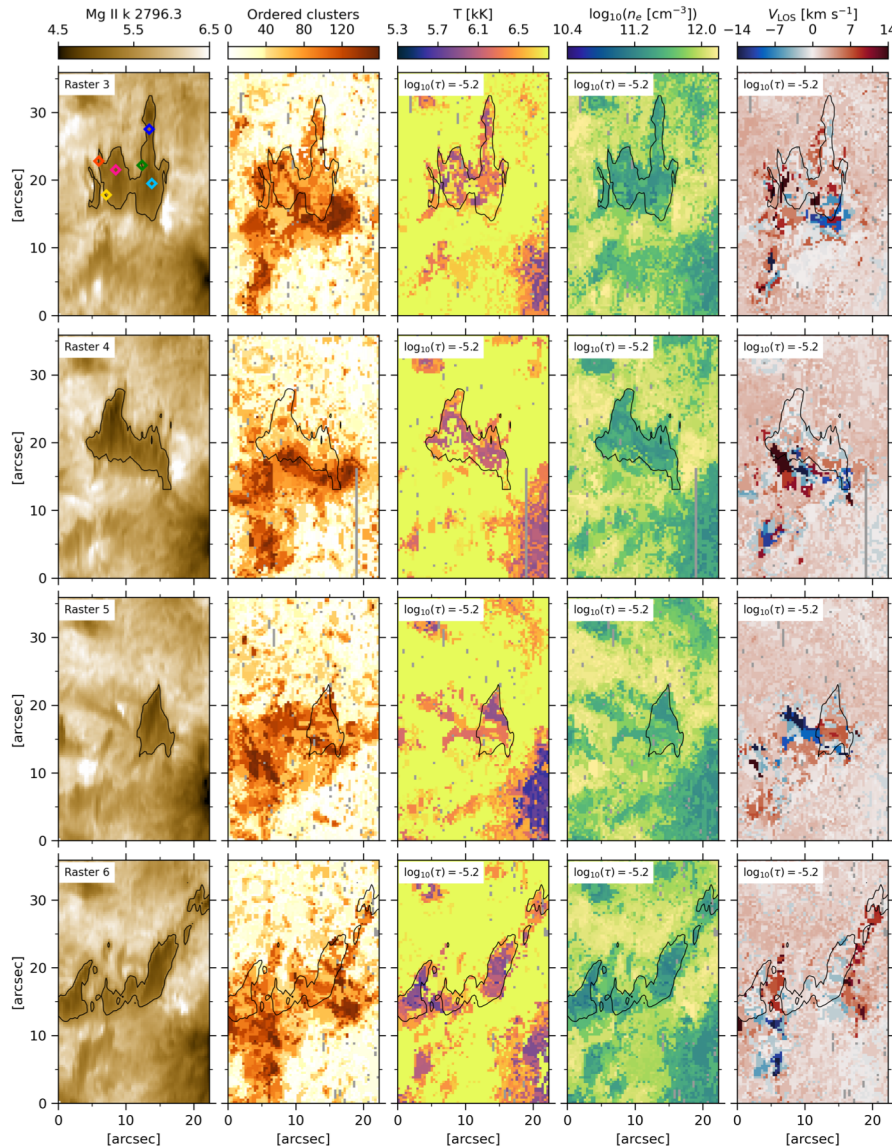 Mg II k 2796.3 Ordered clusters T [kK] log₁₀(nₑ [cm⁻³]) V_LOS [km s⁻¹]
4.5 5.5 6.5 0 40 80 120 5.3 5.7 6.1 6.5 10.4 11.2 12.0 −14 −7 0 7 14
Raster 3 log₁₀(τ) = -5.2 log₁₀(τ) = -5.2 log₁₀(τ) = -5.2
30
20
10
0
[arcsec]
Raster 4 log₁₀(τ) = -5.2 log₁₀(τ) = -5.2 log₁₀(τ) = -5.2
30
20
10
0
[arcsec]
Raster 5 log₁₀(τ) = -5.2 log₁₀(τ) = -5.2 log₁₀(τ) = -5.2
30
20
10
0
[arcsec]
Raster 6 log₁₀(τ) = -5.2 log₁₀(τ) = -5.2 log₁₀(τ) = -5.2
30
20
10
0
[arcsec]
0 10 20 0 10 20 0 10 20 0 10 20 0 10 20
[arcsec] [arcsec] [arcsec] [arcsec] [arcsec]